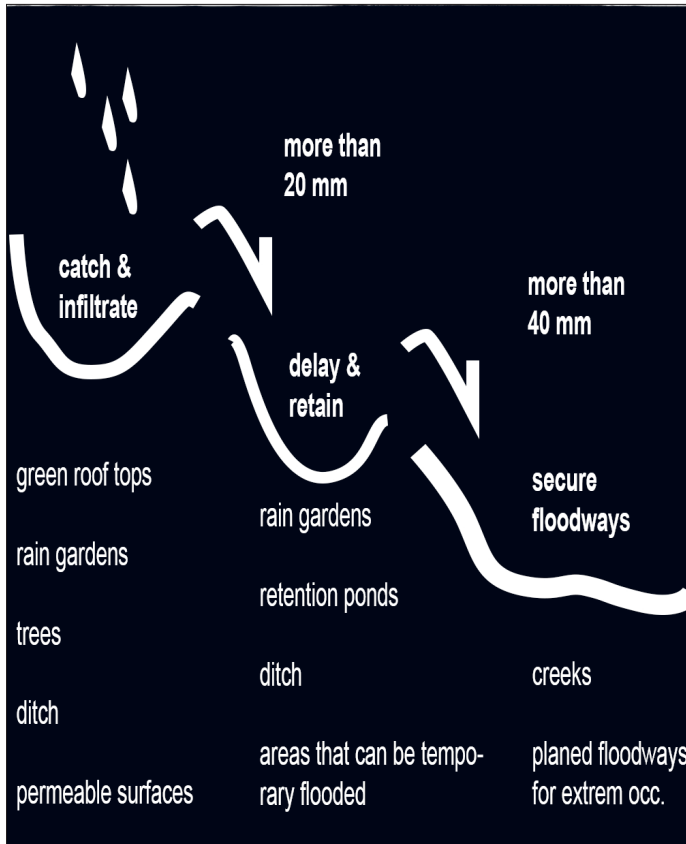 more than
20 mm
catch &
infiltrate
more than
40 mm
delay &
retain
secure
floodways
green roof tops
rain gardens
trees
ditch
permeable surfaces
rain gardens
retention ponds
ditch
areas that can be tempo-
rary flooded
creeks
planed floodways
for extrem occ.